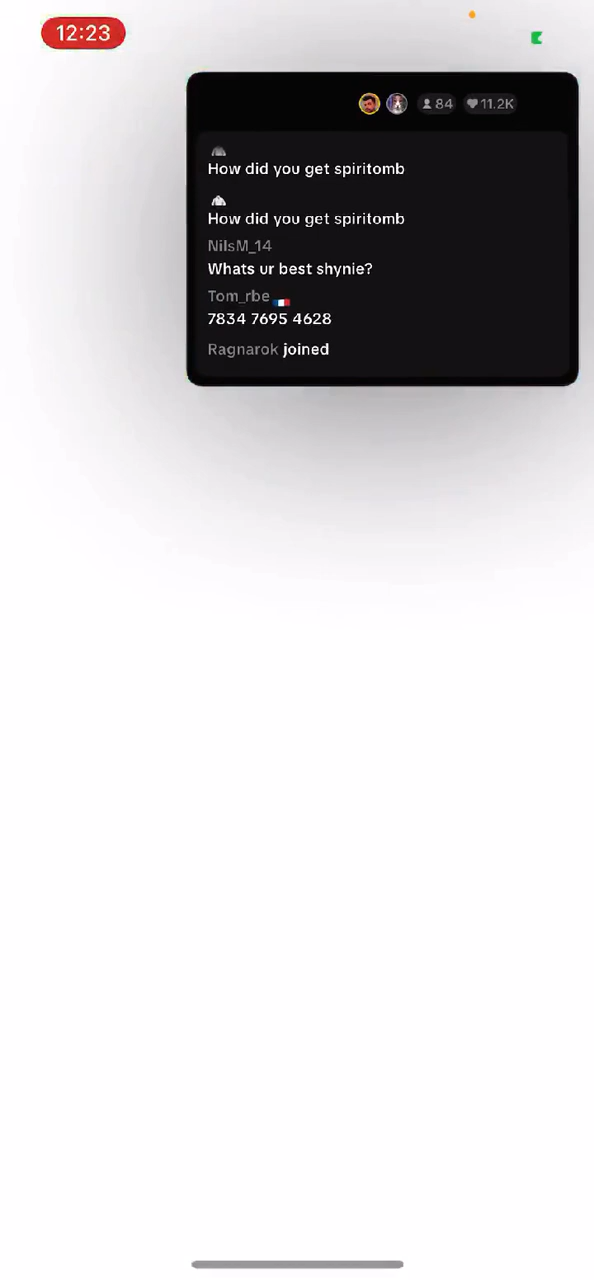 12:23
84 11.2K
How did you get spiritomb
How did you get spiritomb
NilsM_14
Whats ur best shynie?
Tom_rbe
7834 7695 4628
Ragnarok joined